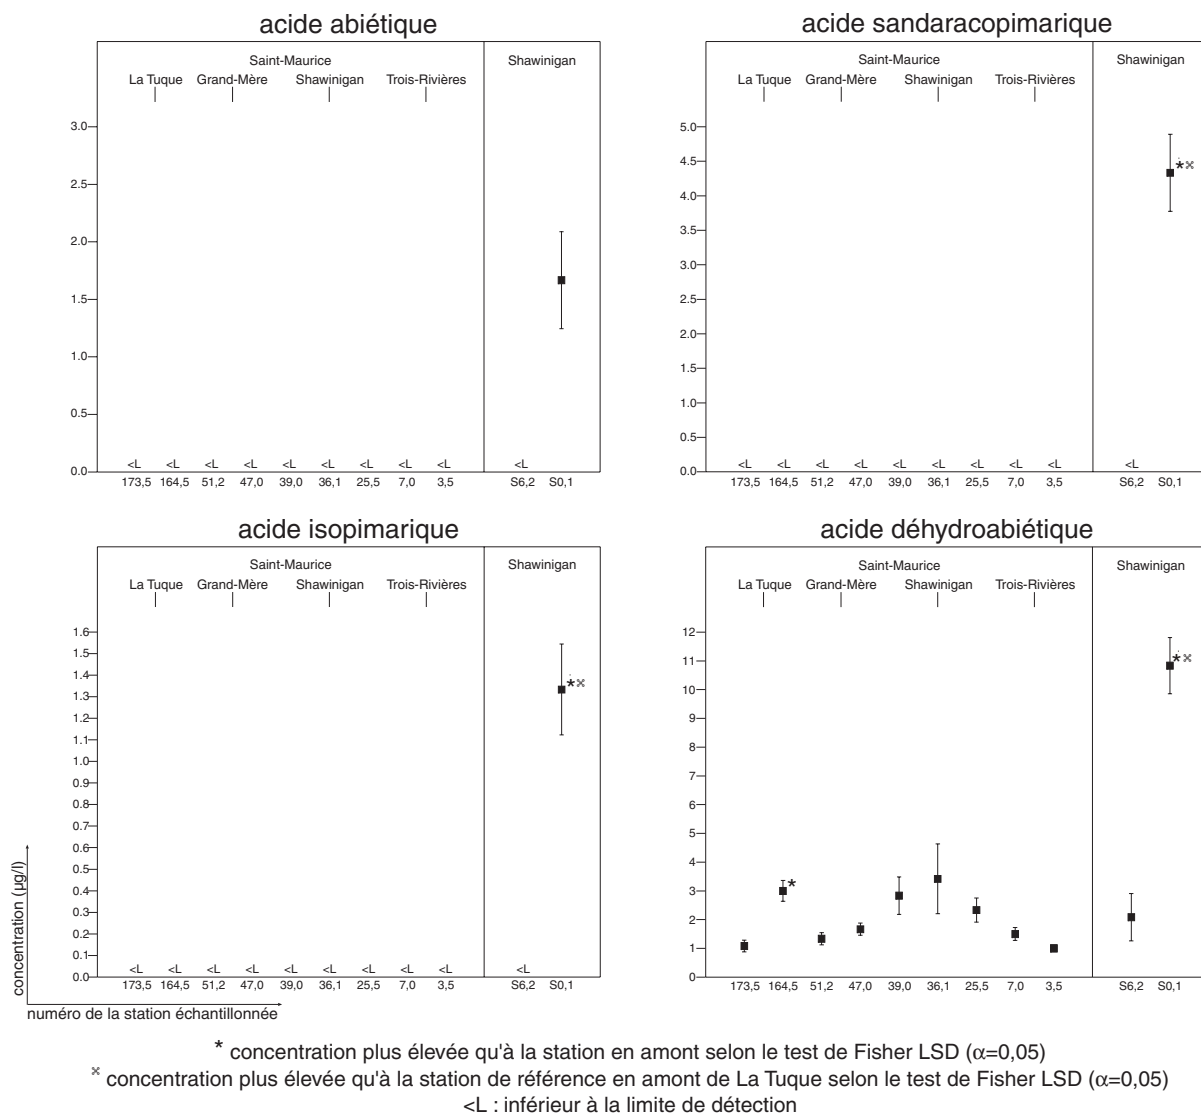 acide abiétique
Saint-Maurice
Shawinigan
La Tuque
Grand-Mère
Shawinigan
Trois-Rivières
3.0
2.5
2.0
1.5
1.0
0.5
0.0
<L <L <L <L <L <L <L <L <L <L
173,5 164,5 51,2 47,0 39,0 36,1 25,5 7,0 3,5 S6,2 S0,1
acide sandaracopimarique
Saint-Maurice
Shawinigan
La Tuque
Grand-Mère
Shawinigan
Trois-Rivières
5.0
4.5
*※
4.0
3.5
3.0
2.5
2.0
1.5
1.0
0.5
0.0
<L <L <L <L <L <L <L <L <L <L
173,5 164,5 51,2 47,0 39,0 36,1 25,5 7,0 3,5 S6,2 S0,1
acide isopimarique
Saint-Maurice
Shawinigan
La Tuque
Grand-Mère
Shawinigan
Trois-Rivières
1.6
1.5
1.4
*※
1.3
1.2
1.1
1.0
0.9
0.8
0.7
0.6
0.6
0.4
0.3
0.2
0.1
0.0
<L <L <L <L <L <L <L <L <L <L
173,5 164,5 51,2 47,0 39,0 36,1 25,5 7,0 3,5 S6,2 S0,1
concentration (µg/l)
numéro de la station échantillonnée
acide déhydroabiétique
Saint-Maurice
Shawinigan
La Tuque
Grand-Mère
Shawinigan
Trois-Rivières
12
11
*※
10
9
8
7
6
5
4
3
*
2
1
0
173,5 164,5 51,2 47,0 39,0 36,1 25,5 7,0 3,5 S6,2 S0,1
* concentration plus élevée qu'à la station en amont selon le test de Fisher LSD (α=0,05)
※ concentration plus élevée qu'à la station de référence en amont de La Tuque selon le test de Fisher LSD (α=0,05)
<L : inférieur à la limite de détection